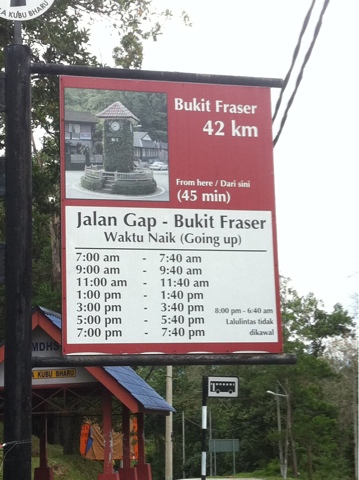 A KUBU BHARU
Bukit Fraser
42 km
From here / Dari sini
(45 min)
Jalan Gap - Bukit Fraser
Waktu Naik (Going up)
7:00 am - 7:40 am
9:00 am - 9:40 am
11:00 am - 11:40 am
1:00 pm - 1:40 pm
3:00 pm - 3:40 pm
5:00 pm - 5:40 pm
7:00 pm - 7:40 pm
8:00 pm - 6:40 am
Lalulintas tidak
dikawal
MDHS
A KUBU BHARU